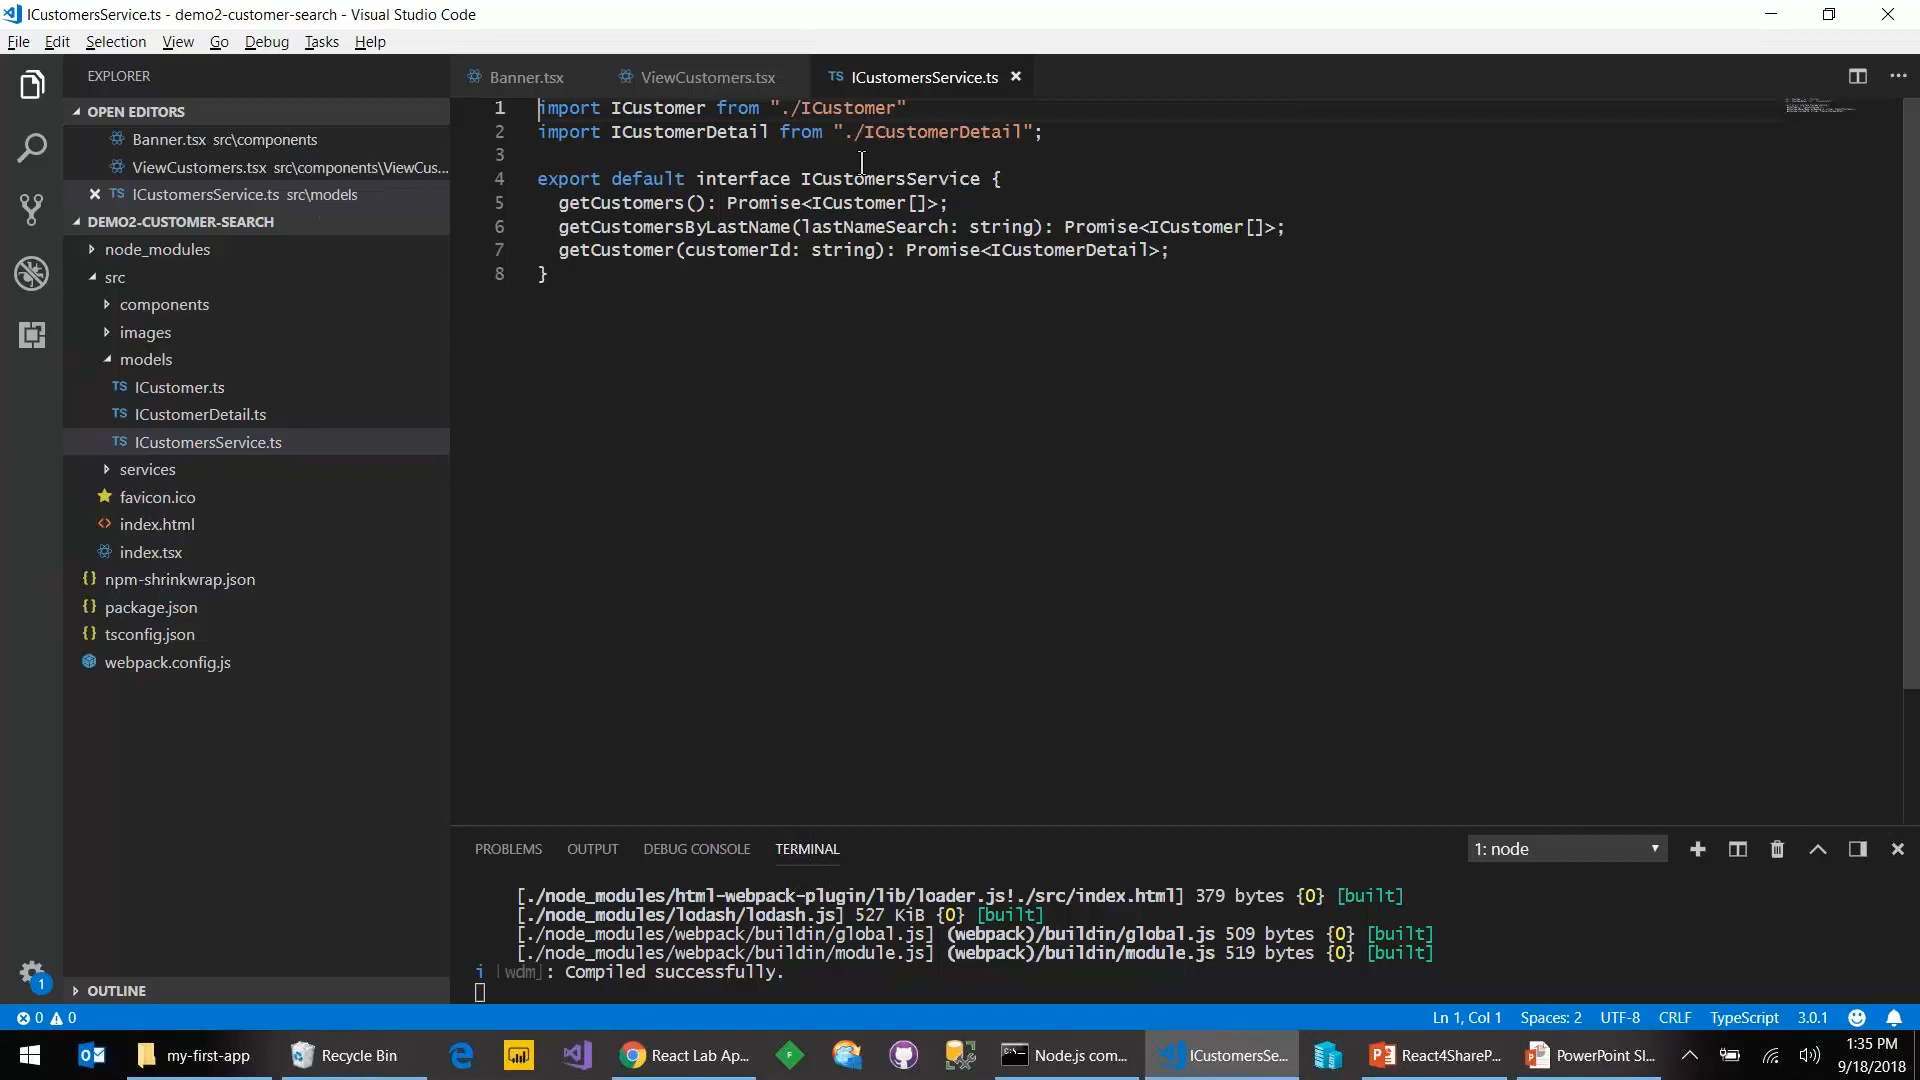 ICustomersService.ts - demo2-customer-search - Visual Studio Code
File Edit Selection View Go Debug Tasks Help
EXPLORER
OPEN EDITORS
Banner.tsx src\components
ViewCustomers.tsx src\components\ViewCus...
TS ICustomersService.ts src\models
DEMO2-CUSTOMER-SEARCH
node_modules
src
components
images
models
TS ICustomer.ts
TS ICustomerDetail.ts
TS ICustomersService.ts
services
favicon.ico
<> index.html
index.tsx
{} npm-shrinkwrap.json
{} package.json
{} tsconfig.json
webpack.config.js
OUTLINE
1
Banner.tsx ViewCustomers.tsx TS ICustomersService.ts
1 import ICustomer from "./ICustomer"
2 import ICustomerDetail from "./ICustomerDetail";
3
4 export default interface ICustomersService {
5 getCustomers(): Promise<ICustomer[]>;
6 getCustomersByLastName(lastNameSearch: string): Promise<ICustomer[]>;
7 getCustomer(customerId: string): Promise<ICustomerDetail>;
8 }
PROBLEMS OUTPUT DEBUG CONSOLE TERMINAL 1: node
[./node_modules/html-webpack-plugin/lib/loader.js!./src/index.html] 379 bytes {0} [built]
[./node_modules/lodash/lodash.js] 527 KiB {0} [built]
[./node_modules/webpack/buildin/global.js] (webpack)/buildin/global.js 509 bytes {0} [built]
[./node_modules/webpack/buildin/module.js] (webpack)/buildin/module.js 519 bytes {0} [built]
i ｢wdm｣: Compiled successfully.
0 0 Ln 1, Col 1 Spaces: 2 UTF-8 CRLF TypeScript 3.0.1
my-first-app Recycle Bin React Lab Ap... Node.js com... ICustomersSe... React4ShareP... PowerPoint Sl... 1:35 PM
9/18/2018